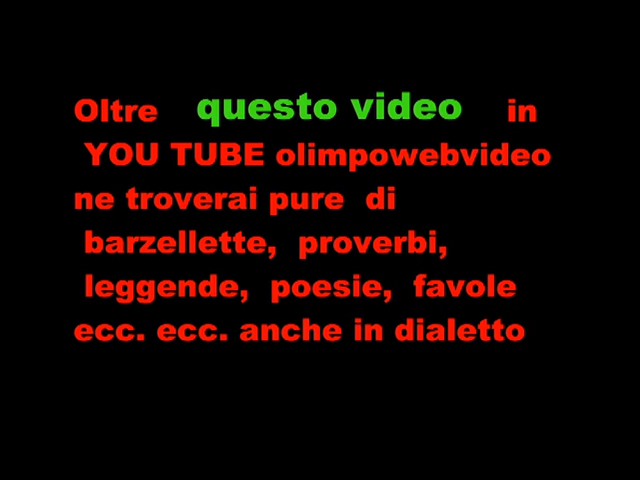 Oltre questo video in
YOU TUBE olimpowebvideo
ne troverai pure di
barzellette, proverbi,
leggende, poesie, favole
ecc. ecc. anche in dialetto